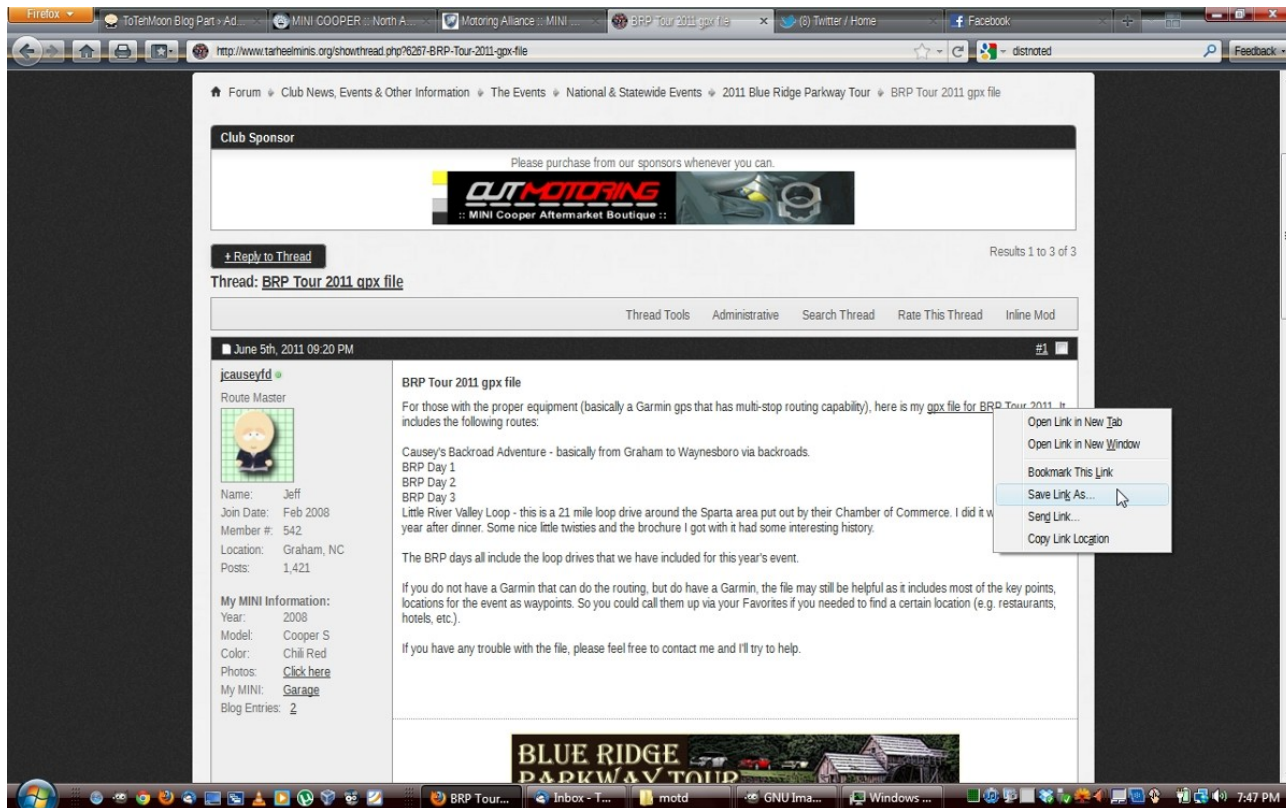 Firefox
ToTehMoon Blog Part › Ad...
MINI COOPER :: North A...
Motoring Alliance :: MINI ...
BRP Tour 2011 gpx file
(8) Twitter / Home
Facebook
http://www.tarheelminis.org/showthread.php?6267-BRP-Tour-2011-gpx-file
distnoted
Feedback
Forum Club News, Events & Other Information The Events National & Statewide Events 2011 Blue Ridge Parkway Tour BRP Tour 2011 gpx file
Club Sponsor
Please purchase from our sponsors whenever you can.
OUTMOTORING
:: MINI Cooper Aftermarket Boutique ::
+ Reply to Thread
Results 1 to 3 of 3
Thread: BRP Tour 2011 gpx file
Thread Tools Administrative Search Thread Rate This Thread Inline Mod
June 5th, 2011 09:20 PM
#1
jcauseyfd
Route Master
Name: Jeff
Join Date: Feb 2008
Member #: 542
Location: Graham, NC
Posts: 1,421
My MINI Information:
Year: 2008
Model: Cooper S
Color: Chili Red
Photos: Click here
My MINI: Garage
Blog Entries: 2
BRP Tour 2011 gpx file
For those with the proper equipment (basically a Garmin gps that has multi-stop routing capability), here is my gpx file for BRP Tour 2011. It
includes the following routes:
Causey's Backroad Adventure - basically from Graham to Waynesboro via backroads.
BRP Day 1
BRP Day 2
BRP Day 3
Little River Valley Loop - this is a 21 mile loop drive around the Sparta area put out by their Chamber of Commerce. I did it
year after dinner. Some nice little twisties and the brochure I got with it had some interesting history.
The BRP days all include the loop drives that we have included for this year's event.
If you do not have a Garmin that can do the routing, but do have a Garmin, the file may still be helpful as it includes most of the key points,
locations for the event as waypoints. So you could call them up via your Favorites if you needed to find a certain location (e.g. restaurants,
hotels, etc.).
If you have any trouble with the file, please feel free to contact me and I'll try to help.
Open Link in New Tab
Open Link in New Window
Bookmark This Link
Save Link As...
Send Link...
Copy Link Location
BLUE RIDGE
PARKWAY TOUR
BRP Tour...
Inbox - T...
motd
GNU Ima...
Windows ...
7:47 PM